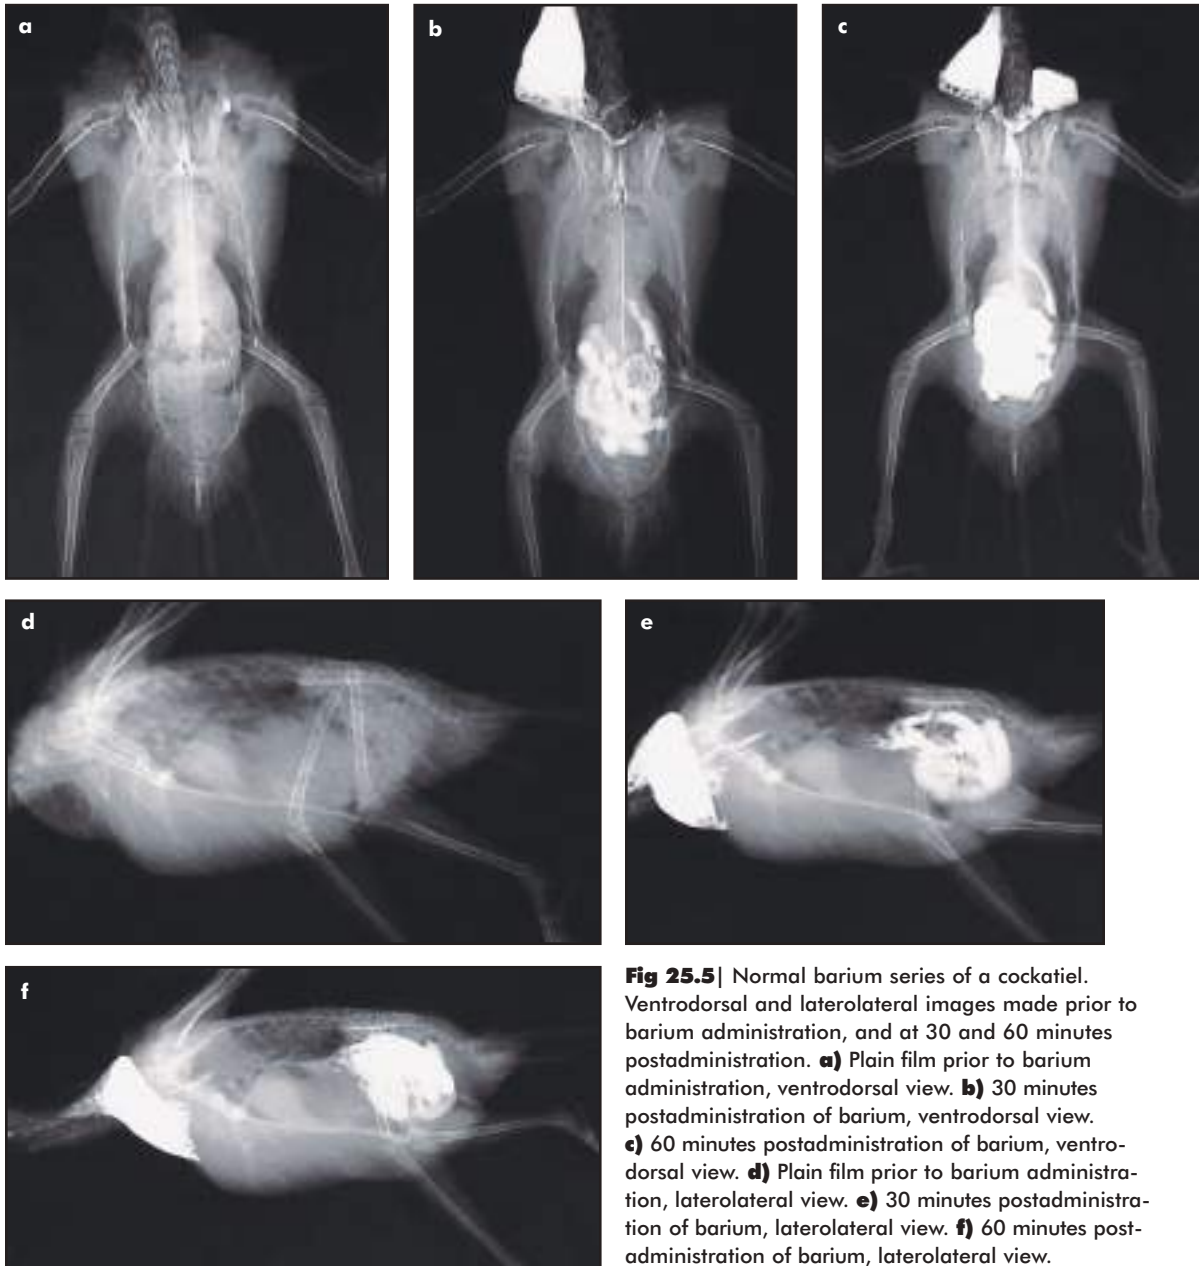 a
b
c
d
e
f
Fig 25.5| Normal barium series of a cockatiel.
Ventrodorsal and laterolateral images made prior to
barium administration, and at 30 and 60 minutes
postadministration. a) Plain film prior to barium
administration, ventrodorsal view. b) 30 minutes
postadministration of barium, ventrodorsal view.
c) 60 minutes postadministration of barium, ventro-
dorsal view. d) Plain film prior to barium administra-
tion, laterolateral view. e) 30 minutes postadministra-
tion of barium, laterolateral view. f) 60 minutes post-
administration of barium, laterolateral view.